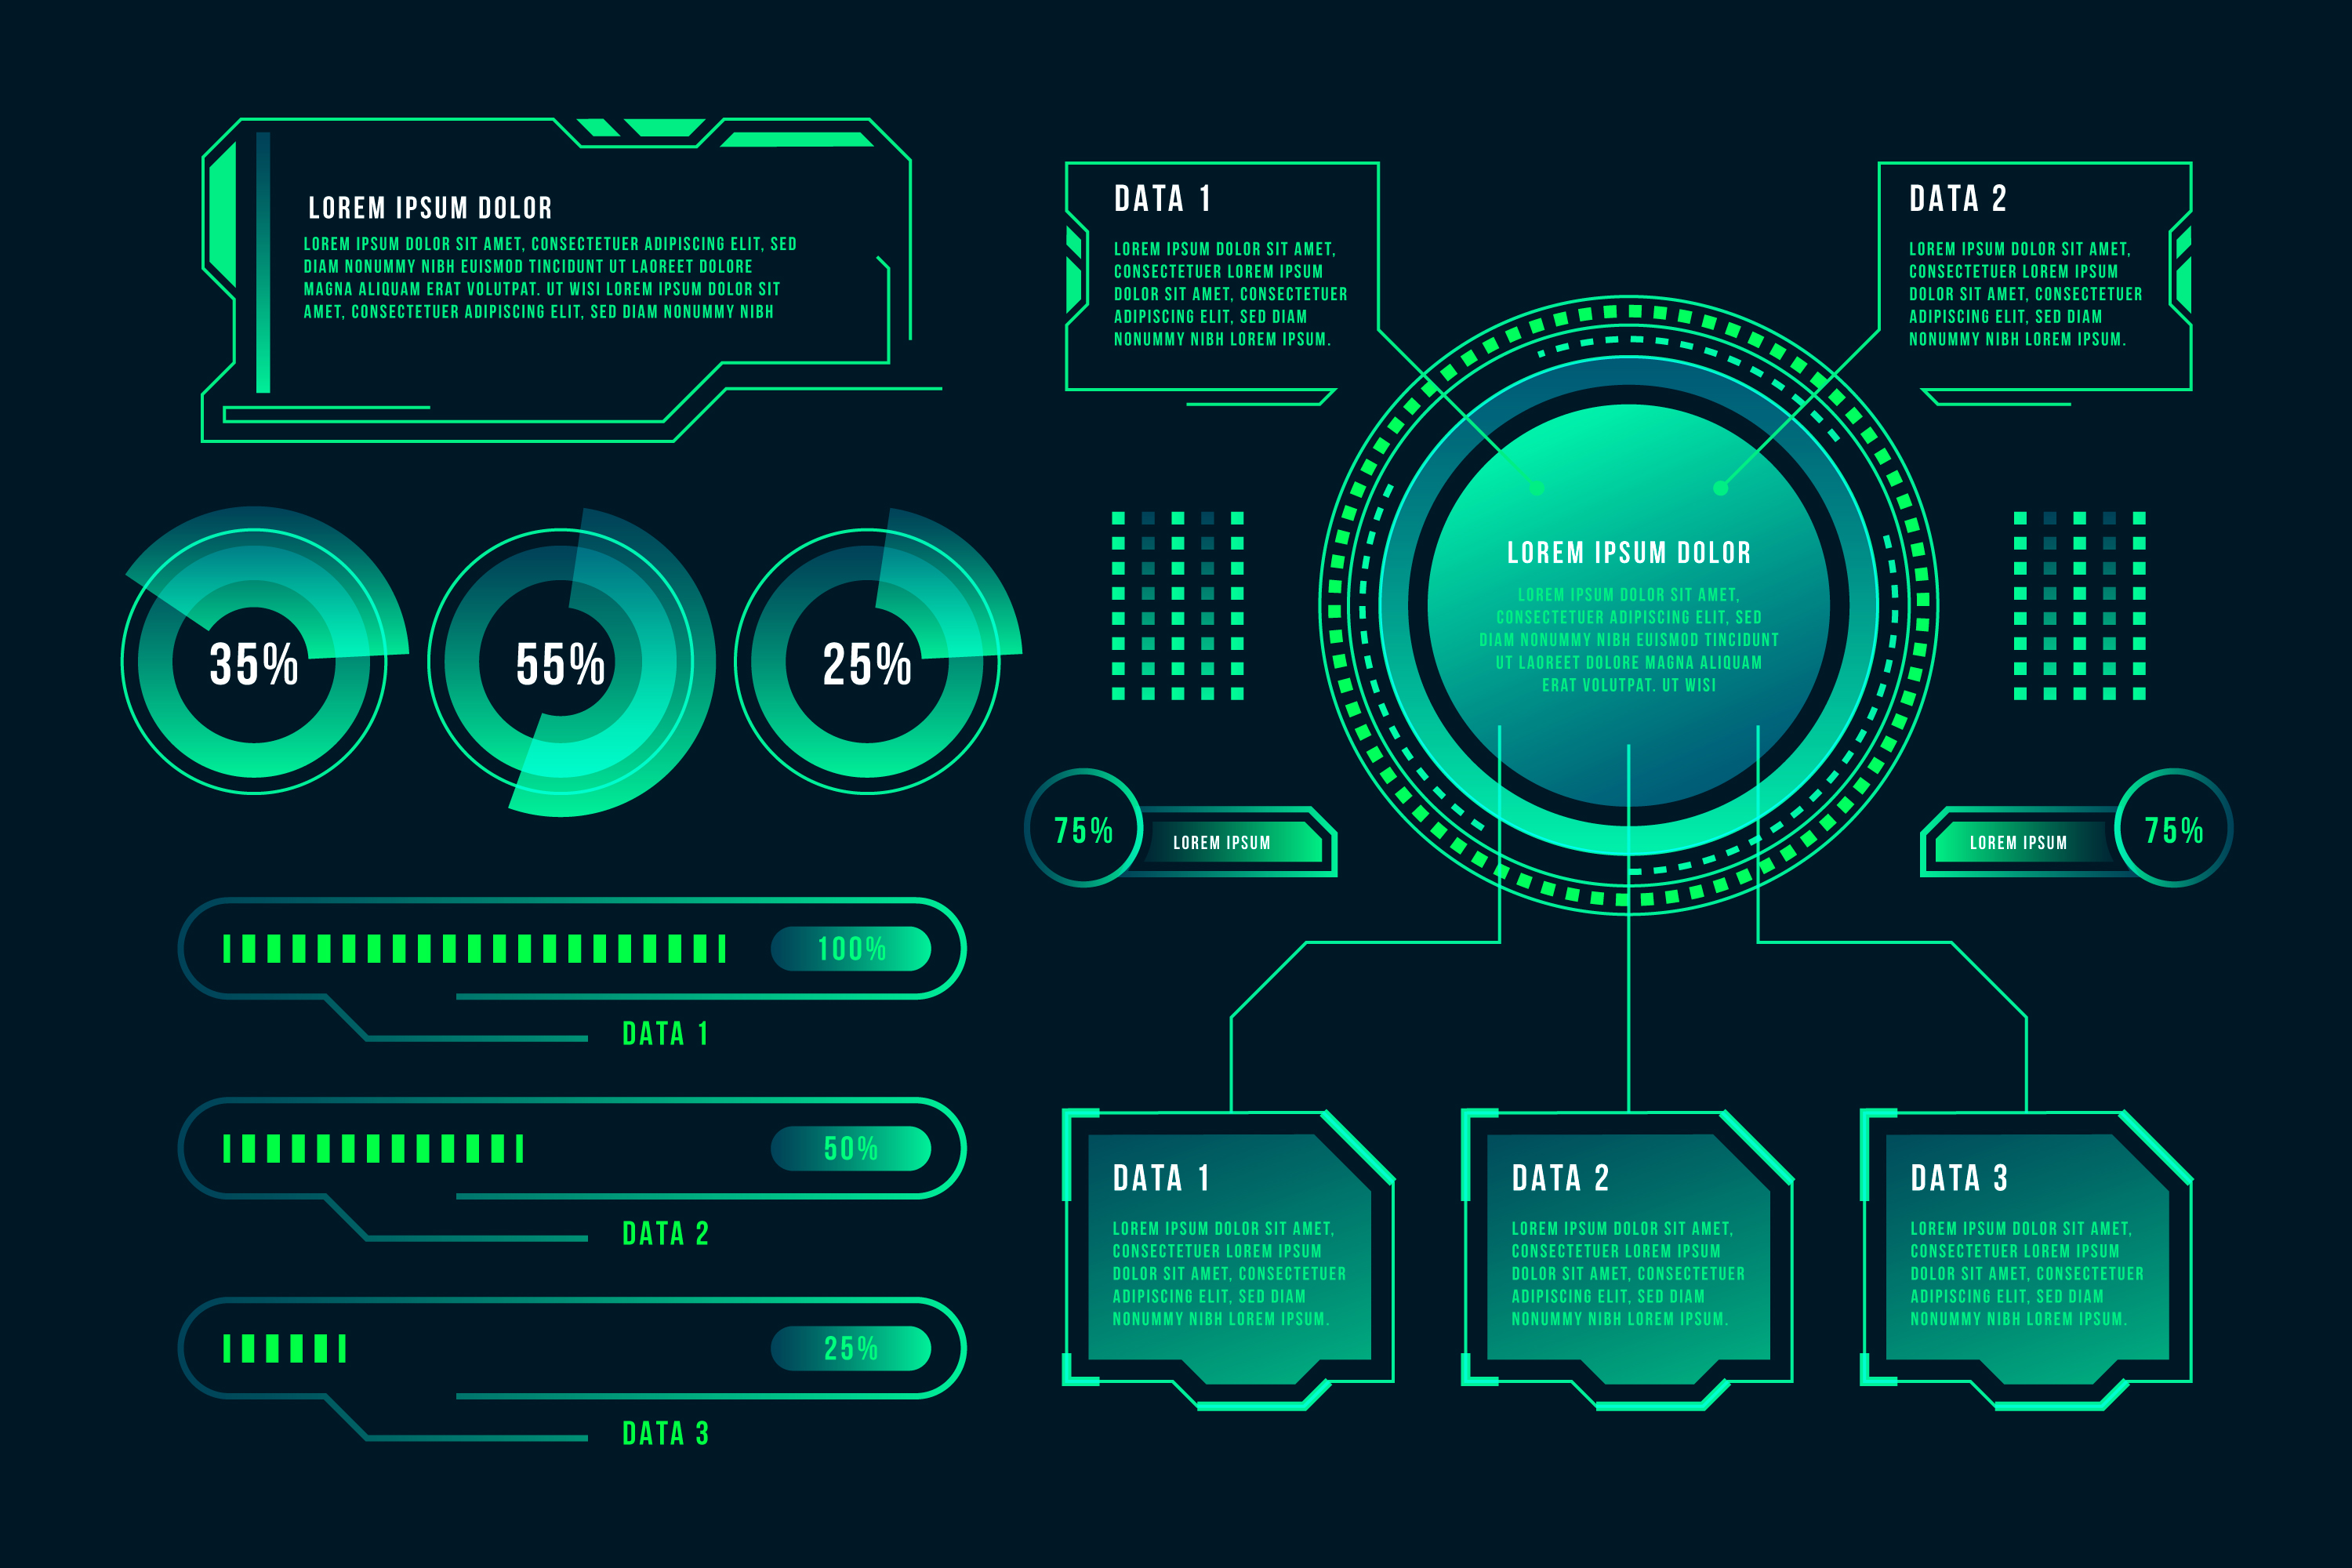 LOREM IPSUM DOLOR
LOREM IPSUM DOLOR SIT AMET, CONSECTETUER ADIPISCING ELIT, SED
DIAM NONUMMY NIBH EUISMOD TINCIDUNT UT LAOREET DOLORE
MAGNA ALIQUAM ERAT VOLUTPAT. UT WISI LOREM IPSUM DOLOR SIT
AMET, CONSECTETUER ADIPISCING ELIT, SED DIAM NONUMMY NIBH
35%
55%
25%
100%
DATA 1
50%
DATA 2
25%
DATA 3
DATA 1
LOREM IPSUM DOLOR SIT AMET,
CONSECTETUER LOREM IPSUM
DOLOR SIT AMET, CONSECTETUER
ADIPISCING ELIT, SED DIAM
NONUMMY NIBH LOREM IPSUM.
DATA 2
LOREM IPSUM DOLOR SIT AMET,
CONSECTETUER LOREM IPSUM
DOLOR SIT AMET, CONSECTETUER
ADIPISCING ELIT, SED DIAM
NONUMMY NIBH LOREM IPSUM.
LOREM IPSUM DOLOR
LOREM IPSUM DOLOR SIT AMET,
CONSECTETUER ADIPISCING ELIT, SED
DIAM NONUMMY NIBH EUISMOD TINCIDUNT
UT LAOREET DOLORE MAGNA ALIQUAM
ERAT VOLUTPAT. UT WISI
75%
LOREM IPSUM
LOREM IPSUM
75%
DATA 1
LOREM IPSUM DOLOR SIT AMET,
CONSECTETUER LOREM IPSUM
DOLOR SIT AMET, CONSECTETUER
ADIPISCING ELIT, SED DIAM
NONUMMY NIBH LOREM IPSUM.
DATA 2
LOREM IPSUM DOLOR SIT AMET,
CONSECTETUER LOREM IPSUM
DOLOR SIT AMET, CONSECTETUER
ADIPISCING ELIT, SED DIAM
NONUMMY NIBH LOREM IPSUM.
DATA 3
LOREM IPSUM DOLOR SIT AMET,
CONSECTETUER LOREM IPSUM
DOLOR SIT AMET, CONSECTETUER
ADIPISCING ELIT, SED DIAM
NONUMMY NIBH LOREM IPSUM.